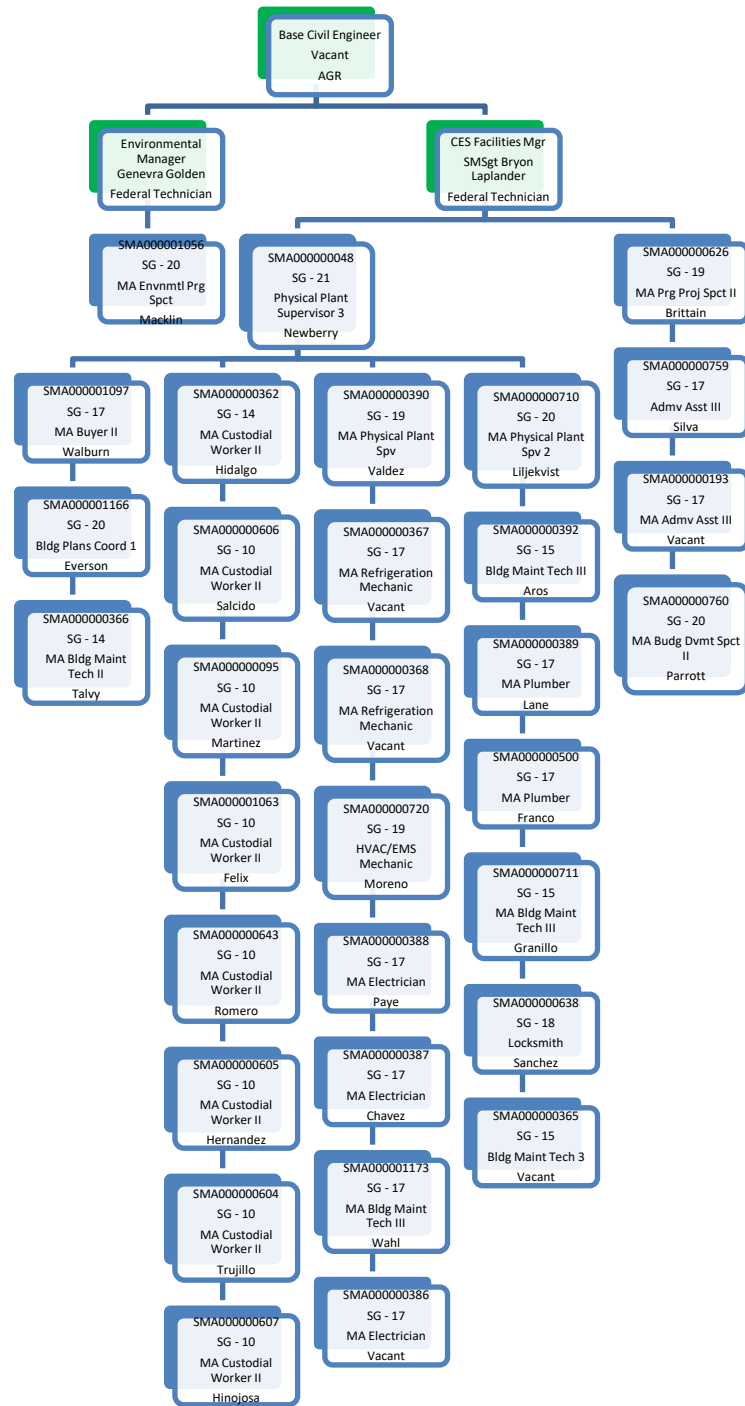 Base Civil Engineer
Vacant
AGR
Environmental
Manager
Genevra Golden
Federal Technician
CES Facilities Mgr
SMSgt Bryon
Laplander
Federal Technician
SMA000001056
SG - 20
MA Envnmtl Prg
Spct
Macklin
SMA000000048
SG - 21
Physical Plant
Supervisor 3
Newberry
SMA000000626
SG - 19
MA Prg Proj Spct II
Brittain
SMA000000759
SG - 17
Admv Asst III
Silva
SMA000000193
SG - 17
MA Admv Asst III
Vacant
SMA000000760
SG - 20
MA Budg Dvmt Spct
II
Parrott
SMA000001097
SG - 17
MA Buyer II
Walburn
SMA000001166
SG - 20
Bldg Plans Coord 1
Everson
SMA000000366
SG - 14
MA Bldg Maint
Tech II
Talvy
SMA000000362
SG - 14
MA Custodial
Worker II
Hidalgo
SMA000000606
SG - 10
MA Custodial
Worker II
Salcido
SMA000000095
SG - 10
MA Custodial
Worker II
Martinez
SMA000001063
SG - 10
MA Custodial
Worker II
Felix
SMA000000643
SG - 10
MA Custodial
Worker II
Romero
SMA000000605
SG - 10
MA Custodial
Worker II
Hernandez
SMA000000604
SG - 10
MA Custodial
Worker II
Trujillo
SMA000000607
SG - 10
MA Custodial
Worker II
Hinojosa
SMA000000390
SG - 19
MA Physical Plant
Spv
Valdez
SMA000000367
SG - 17
MA Refrigeration
Mechanic
Vacant
SMA000000368
SG - 17
MA Refrigeration
Mechanic
Vacant
SMA000000720
SG - 19
HVAC/EMS
Mechanic
Moreno
SMA000000388
SG - 17
MA Electrician
Paye
SMA000000387
SG - 17
MA Electrician
Chavez
SMA000001173
SG - 17
MA Bldg Maint
Tech III
Wahl
SMA000000386
SG - 17
MA Electrician
Vacant
SMA000000710
SG - 20
MA Physical Plant
Spv 2
Liljekvist
SMA000000392
SG - 15
Bldg Maint Tech III
Aros
SMA000000389
SG - 17
MA Plumber
Lane
SMA000000500
SG - 17
MA Plumber
Franco
SMA000000711
SG - 15
MA Bldg Maint
Tech III
Granillo
SMA000000638
SG - 18
Locksmith
Sanchez
SMA000000365
SG - 15
Bldg Maint Tech 3
Vacant